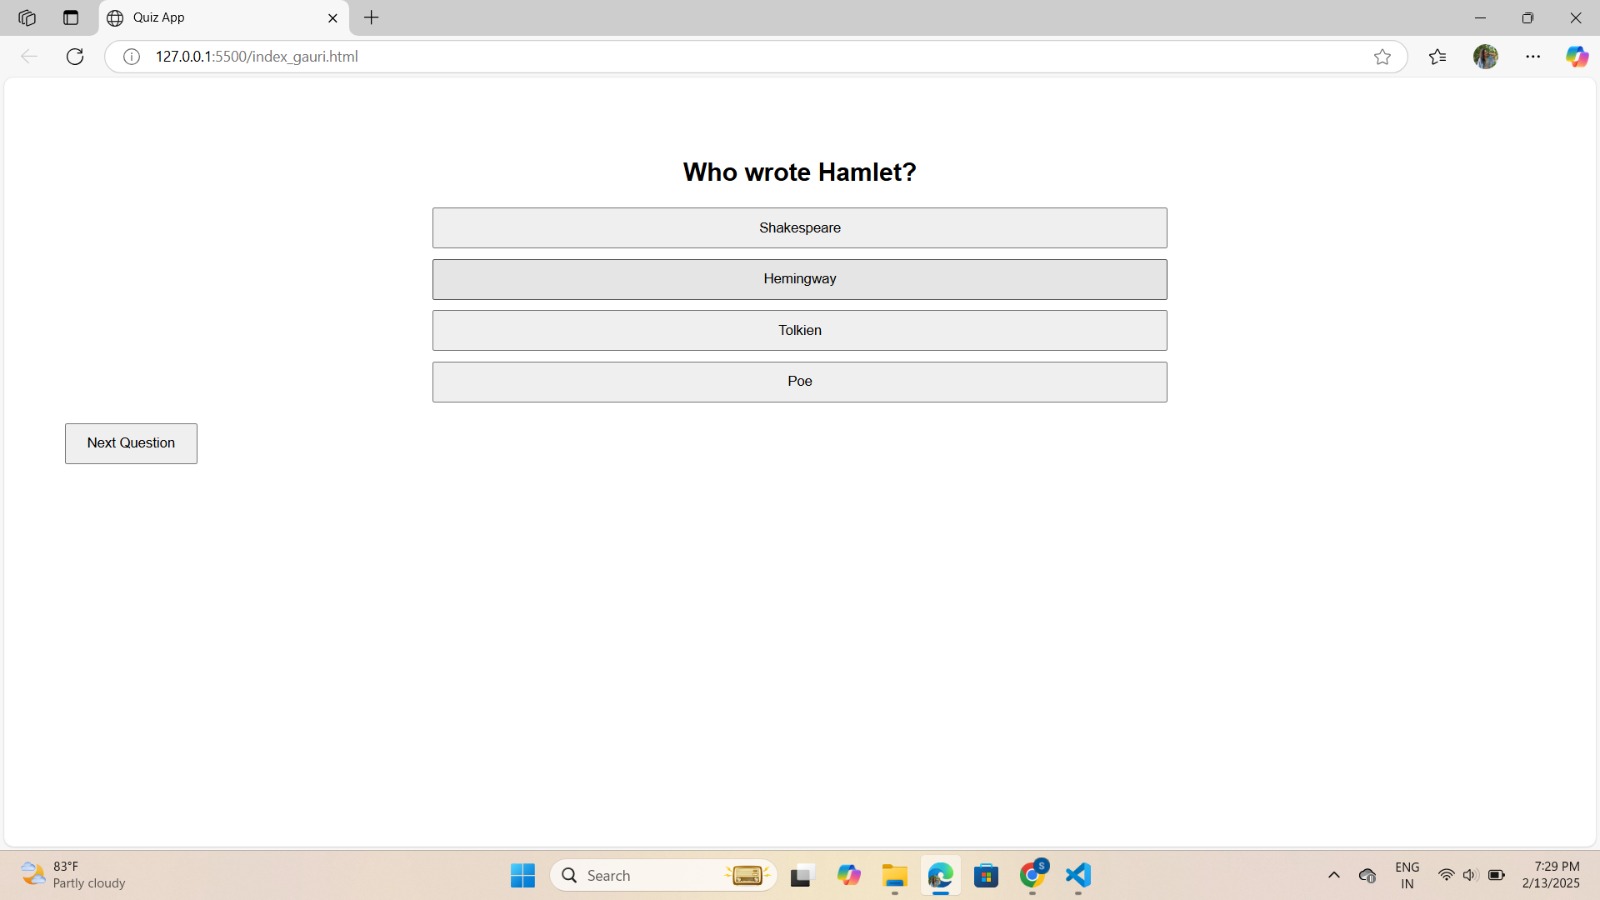 Quiz App
127.0.0.1:5500/index_gauri.html
Who wrote Hamlet?
Shakespeare
Hemingway
Tolkien
Poe
Next Question
83°F
Partly cloudy
Search
S
ENG
IN
7:29 PM
2/13/2025